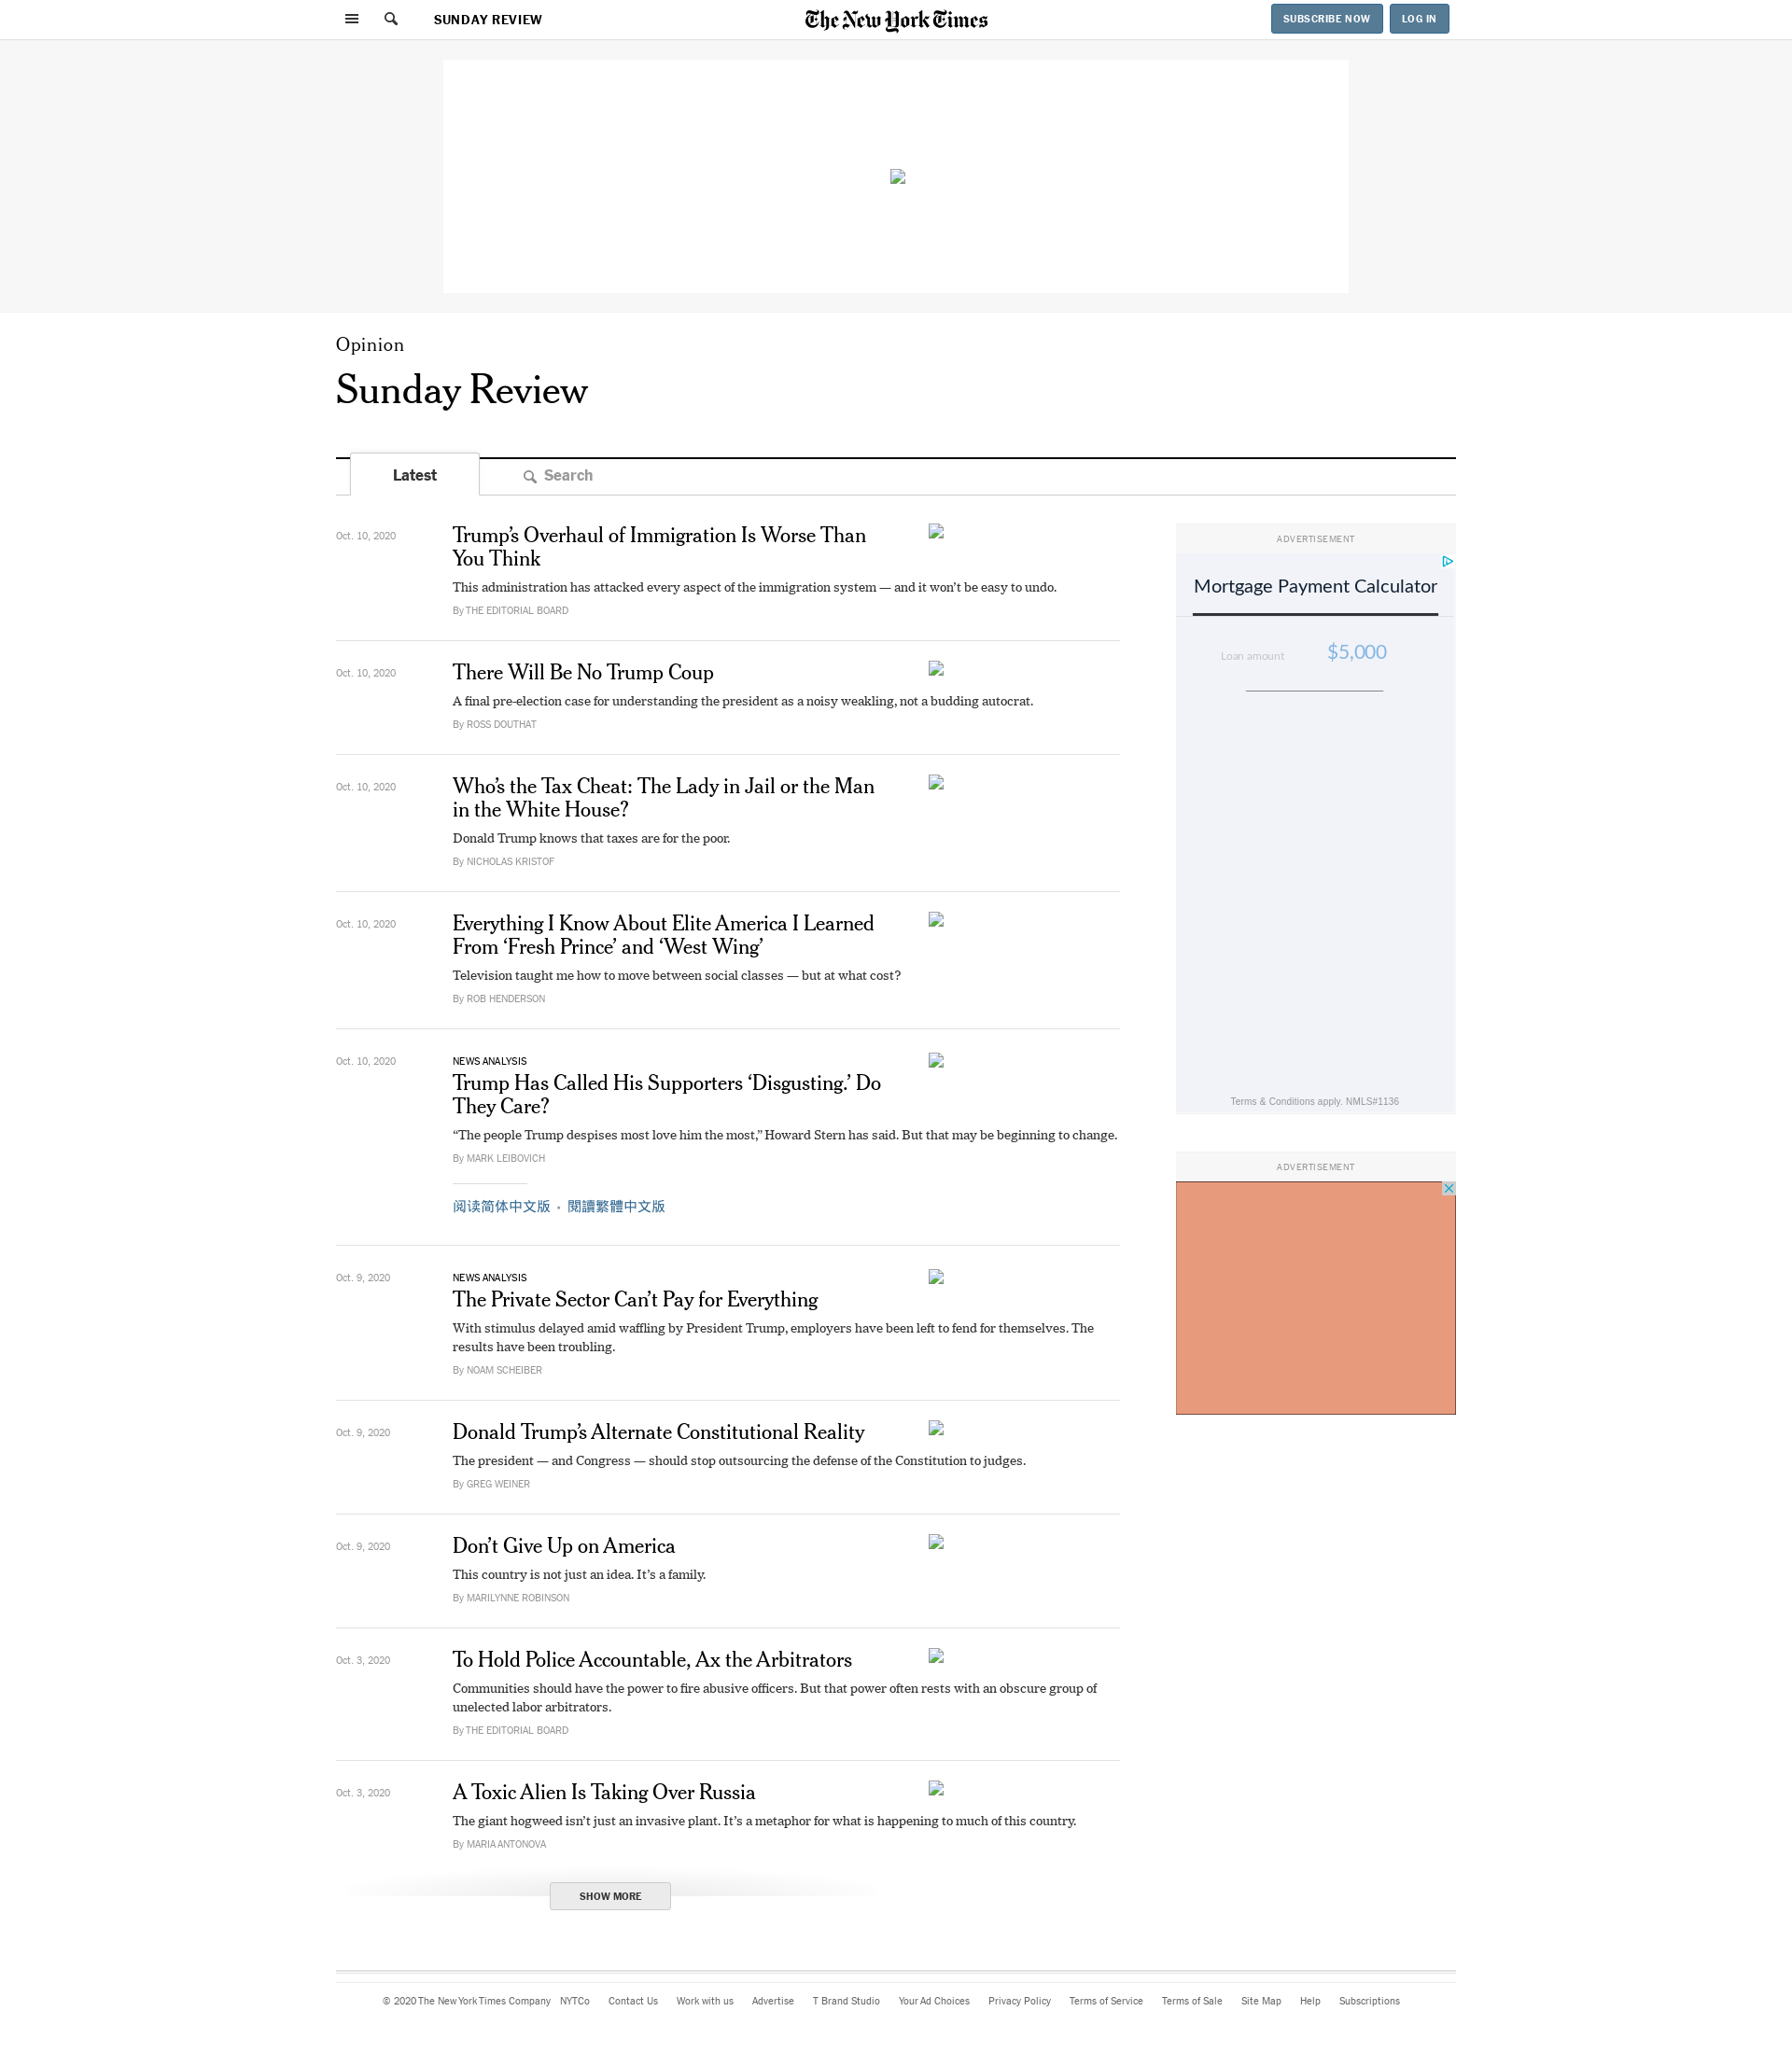 SUNDAY REVIEW
The New York Times
SUBSCRIBE NOW
LOG IN
Opinion
Sunday Review
Latest
Search
Oct. 10, 2020
Trump’s Overhaul of Immigration Is Worse Than
You Think
This administration has attacked every aspect of the immigration system — and it won’t be easy to undo.
By THE EDITORIAL BOARD
Oct. 10, 2020
There Will Be No Trump Coup
A final pre-election case for understanding the president as a noisy weakling, not a budding autocrat.
By ROSS DOUTHAT
Oct. 10, 2020
Who’s the Tax Cheat: The Lady in Jail or the Man
in the White House?
Donald Trump knows that taxes are for the poor.
By NICHOLAS KRISTOF
Oct. 10, 2020
Everything I Know About Elite America I Learned
From ‘Fresh Prince’ and ‘West Wing’
Television taught me how to move between social classes — but at what cost?
By ROB HENDERSON
Oct. 10, 2020
NEWS ANALYSIS
Trump Has Called His Supporters ‘Disgusting.’ Do
They Care?
“The people Trump despises most love him the most,” Howard Stern has said. But that may be beginning to change.
By MARK LEIBOVICH
阅读简体中文版 • 閱讀繁體中文版
Oct. 9, 2020
NEWS ANALYSIS
The Private Sector Can’t Pay for Everything
With stimulus delayed amid waffling by President Trump, employers have been left to fend for themselves. The
results have been troubling.
By NOAM SCHEIBER
Oct. 9, 2020
Donald Trump’s Alternate Constitutional Reality
The president — and Congress — should stop outsourcing the defense of the Constitution to judges.
By GREG WEINER
Oct. 9, 2020
Don’t Give Up on America
This country is not just an idea. It’s a family.
By MARILYNNE ROBINSON
Oct. 3, 2020
To Hold Police Accountable, Ax the Arbitrators
Communities should have the power to fire abusive officers. But that power often rests with an obscure group of
unelected labor arbitrators.
By THE EDITORIAL BOARD
Oct. 3, 2020
A Toxic Alien Is Taking Over Russia
The giant hogweed isn’t just an invasive plant. It’s a metaphor for what is happening to much of this country.
By MARIA ANTONOVA
SHOW MORE
ADVERTISEMENT
Mortgage Payment Calculator
Loan amount $5,000
Terms & Conditions apply. NMLS#1136
ADVERTISEMENT
© 2020 The New York Times Company NYTCo Contact Us Work with us Advertise T Brand Studio Your Ad Choices Privacy Policy Terms of Service Terms of Sale Site Map Help Subscriptions